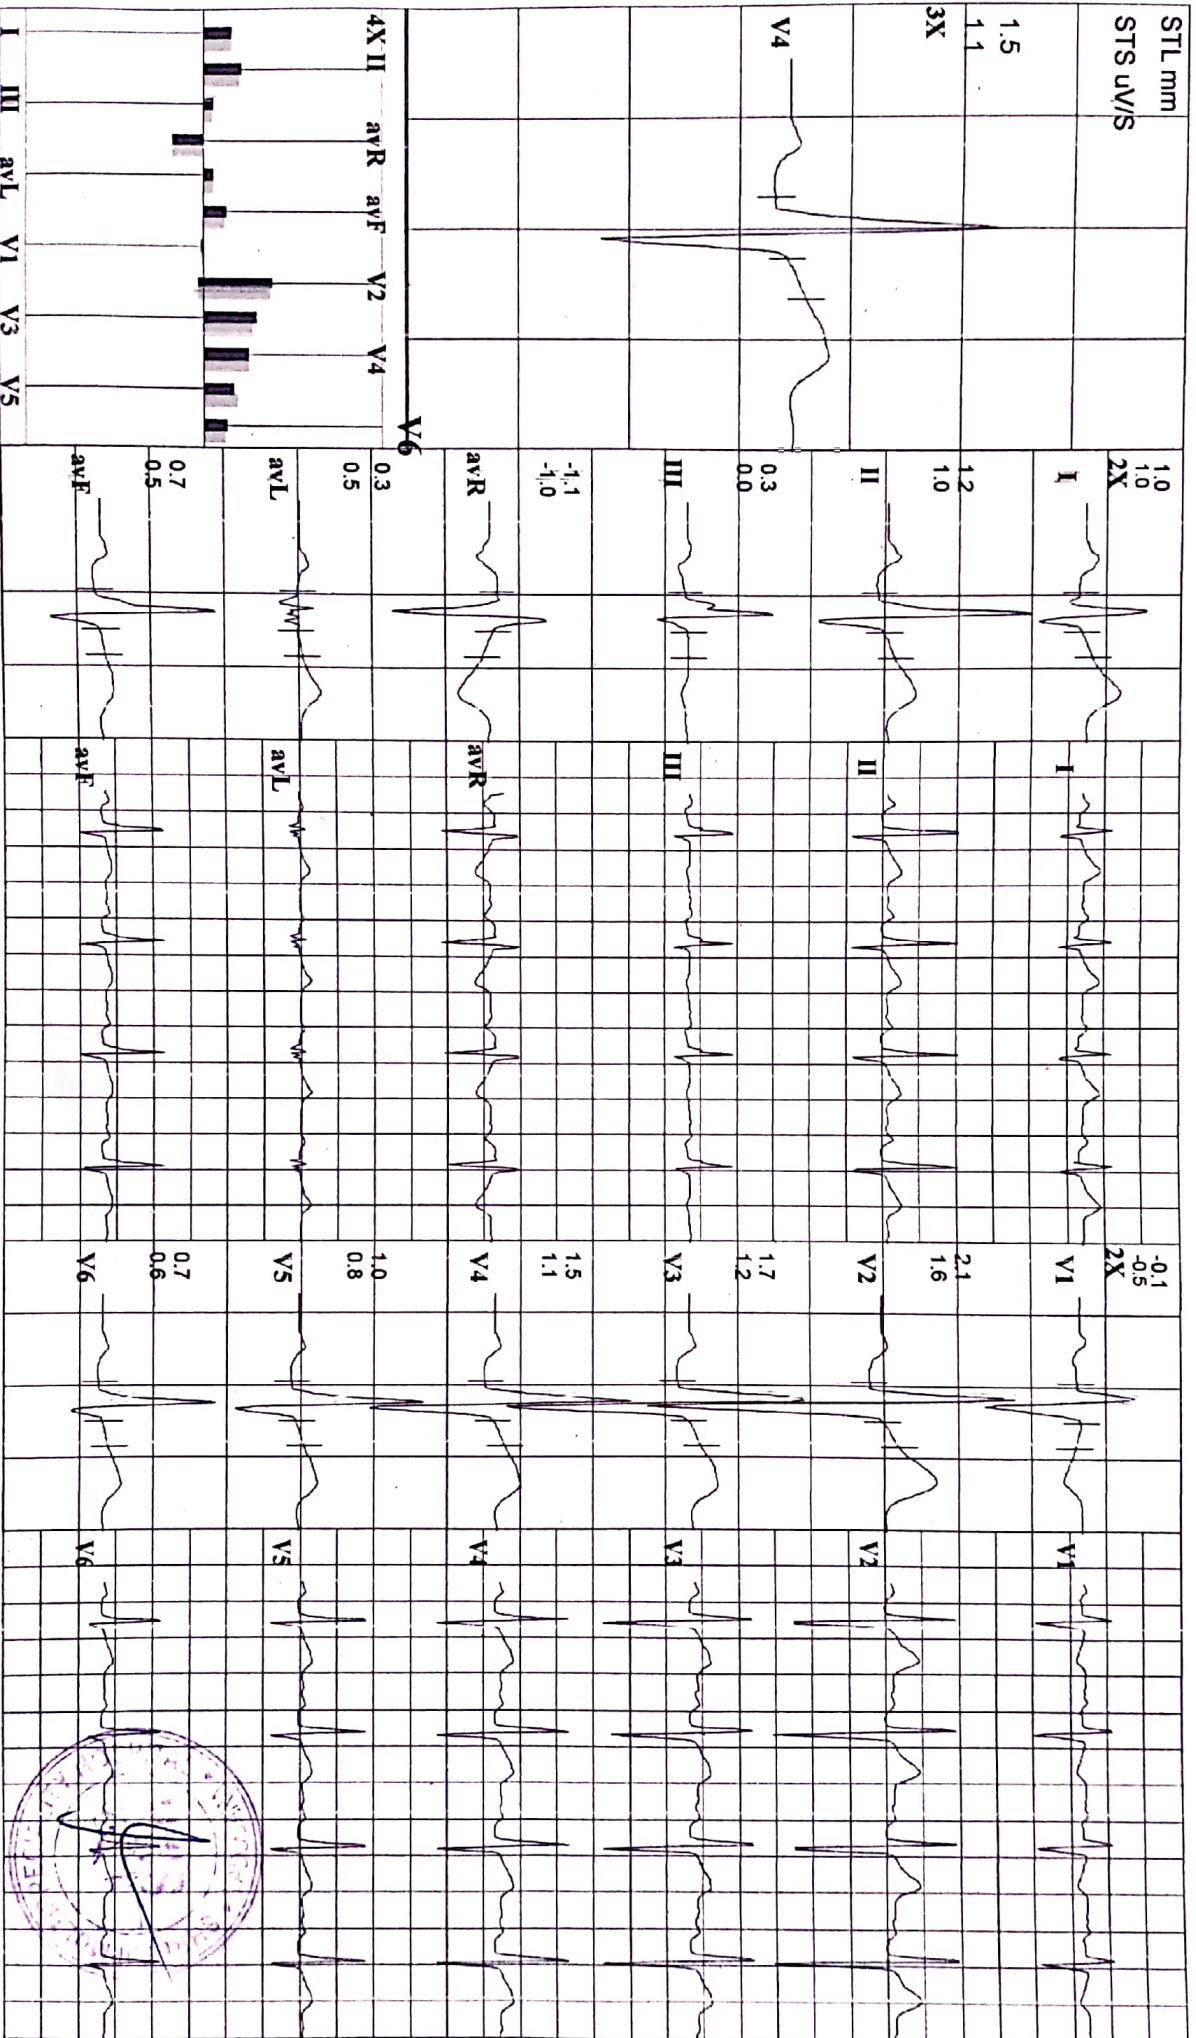 STL mm
STS uV/S
1.5
1.1
3X
V4
4X II avR avF V2 V4 V6
I III avL V1 V3 V5
1.0
1.0
2X
I
1.2
1.0
II
0.3
0.0
III
-1.1
-1.0
avR
0.3
0.5
avL
0.7
0.5
avF
I
II
III
avR
avL
avF
-0.1
-0.5
2X
V1
2.1
1.6
V2
1.7
1.2
V3
1.5
1.1
V4
1.0
0.8
V5
0.7
0.6
V6
V1
V2
V3
V4
V5
V6